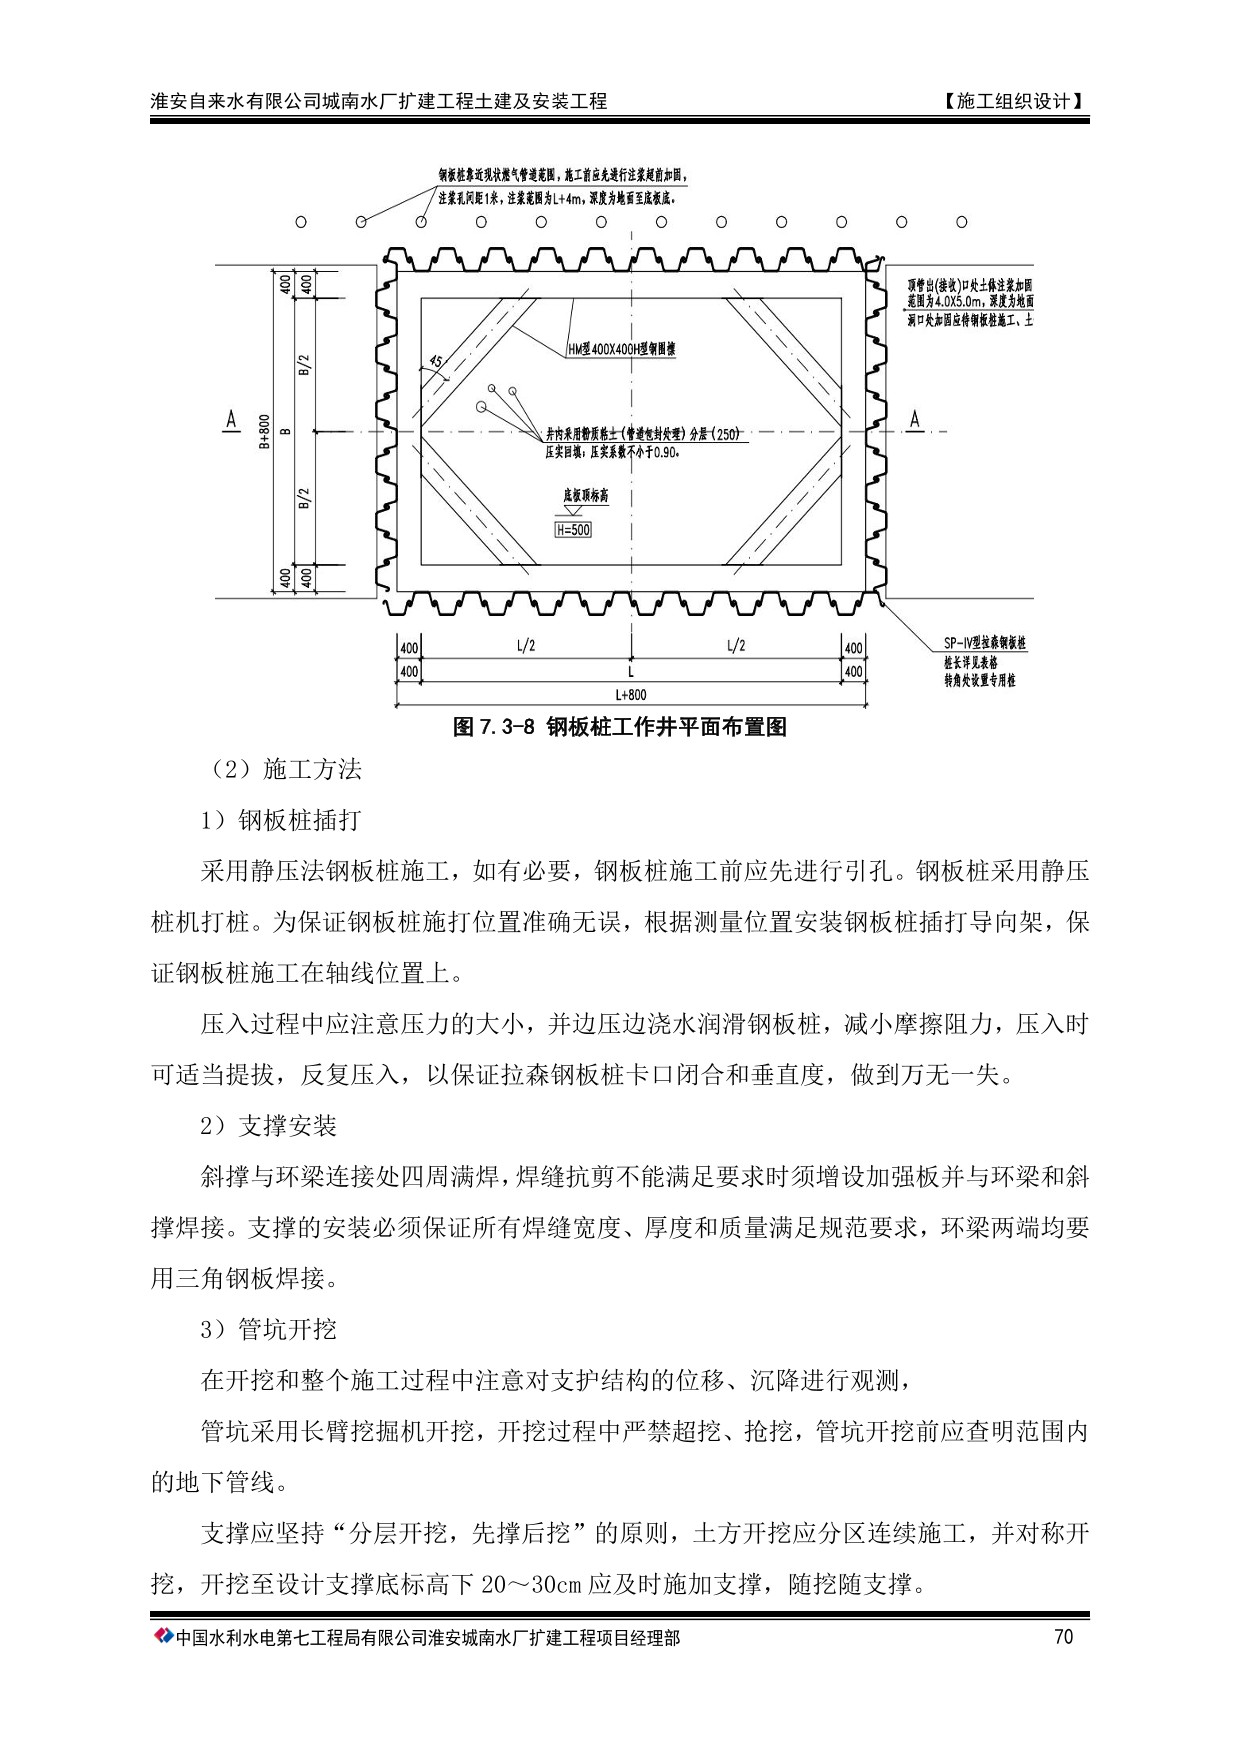 淮安自来水有限公司城南水厂扩建工程土建及安装工程
【施工组织设计】
钢板桩靠近现状燃气管道范围，施工前应先进行注浆超前加固，
注浆孔间距1米，注浆范围为L+4m，深度为地面至底板底。
顶管出(接收)口处土体注浆加固
范围为4.0X5.0m，深度为地面
洞口处加固应待钢板桩施工、土
400
400
HM型400X400H型钢围檩
45°
B/2
A
A
B+800
B
井内采用粉质粘土（管道包封处理）分层（250）
压实回填，压实系数不小于0.90。
B/2
底板顶标高
H=500
400
400
400
L/2
L/2
400
SP-IV型拉森钢板桩
桩长详见表格
转角处设置专用桩
400
L
400
L+800
图 7.3-8 钢板桩工作井平面布置图
（2）施工方法
1）钢板桩插打
采用静压法钢板桩施工，如有必要，钢板桩施工前应先进行引孔。钢板桩采用静压
桩机打桩。为保证钢板桩施打位置准确无误，根据测量位置安装钢板桩插打导向架，保
证钢板桩施工在轴线位置上。
压入过程中应注意压力的大小，并边压边浇水润滑钢板桩，减小摩擦阻力，压入时
可适当提拔，反复压入，以保证拉森钢板桩卡口闭合和垂直度，做到万无一失。
2）支撑安装
斜撑与环梁连接处四周满焊，焊缝抗剪不能满足要求时须增设加强板并与环梁和斜
撑焊接。支撑的安装必须保证所有焊缝宽度、厚度和质量满足规范要求，环梁两端均要
用三角钢板焊接。
3）管坑开挖
在开挖和整个施工过程中注意对支护结构的位移、沉降进行观测，
管坑采用长臂挖掘机开挖，开挖过程中严禁超挖、抢挖，管坑开挖前应查明范围内
的地下管线。
支撑应坚持“分层开挖，先撑后挖”的原则，土方开挖应分区连续施工，并对称开
挖，开挖至设计支撑底标高下 20～30cm 应及时施加支撑，随挖随支撑。
中国水利水电第七工程局有限公司淮安城南水厂扩建工程项目经理部
70